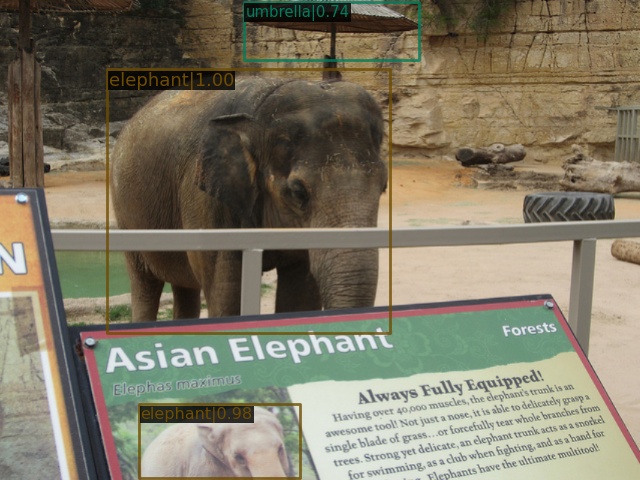 umbrella|0.74
elephant|1.00
N
Asian Elephant
Forests
Elephas maximus
Always Fully Equipped!
Having over 40,000 muscles, the elephant's trunk is an
awesome tool! Not just a nose, it is able to delicately grasp a
single blade of grass...or forcefully tear whole branches from
trees. Strong yet delicate, an elephant trunk acts as a snorkel
for swimming, as a club when fighting, and as a hand for
Elephants have the ultimate multitool!
elephant|0.98